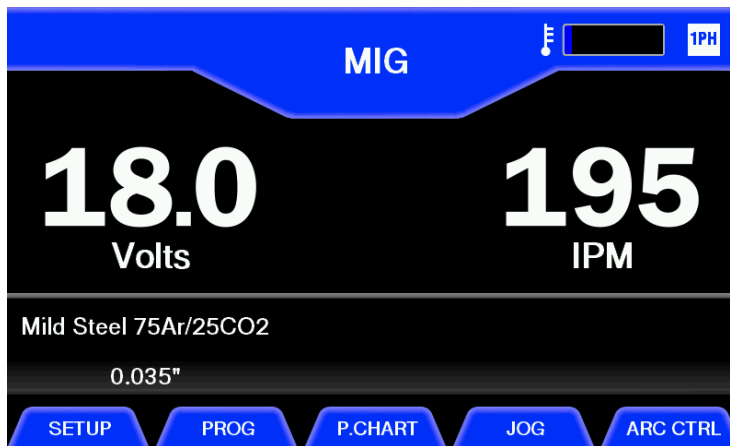 MIG
1PH
18.0
195
Volts
IPM
Mild Steel 75Ar/25CO2
0.035"
SETUP PROG P.CHART JOG ARC CTRL